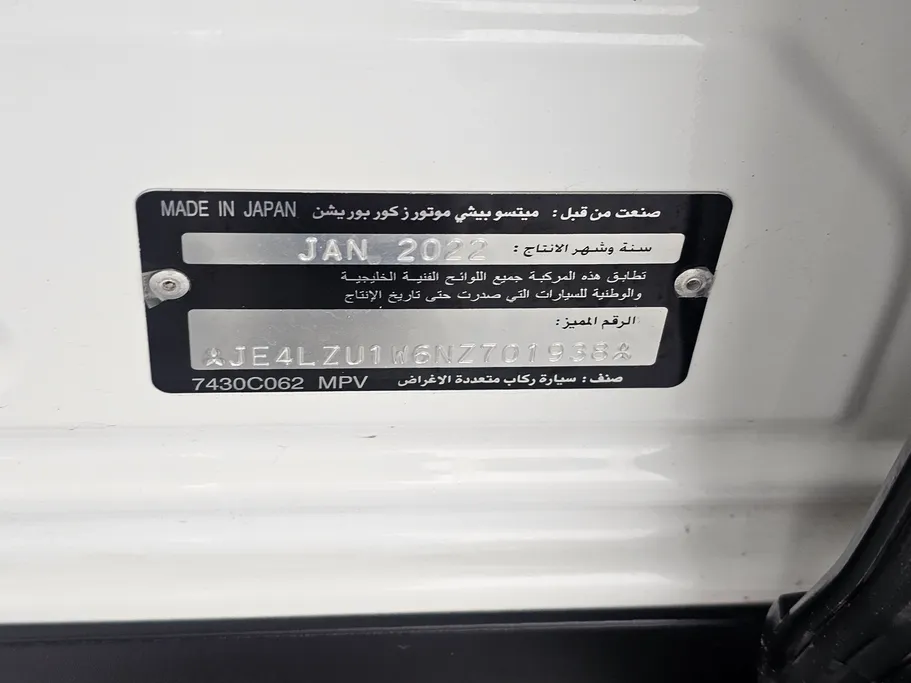 MADE IN JAPAN صنعت من قبل: ميتسوبيشي موتورز كوربوريشن
سنة وشهر الانتاج: JAN 2022
تطابق هذه المركبة جميع اللوائح الفنية الخليجية
والوطنية للسيارات التي صدرت حتى تاريخ الإنتاج
الرقم المميز:
JE4LZU1W6NZ701938
7430C062 MPV صنف: سيارة ركاب متعددة الاغراض